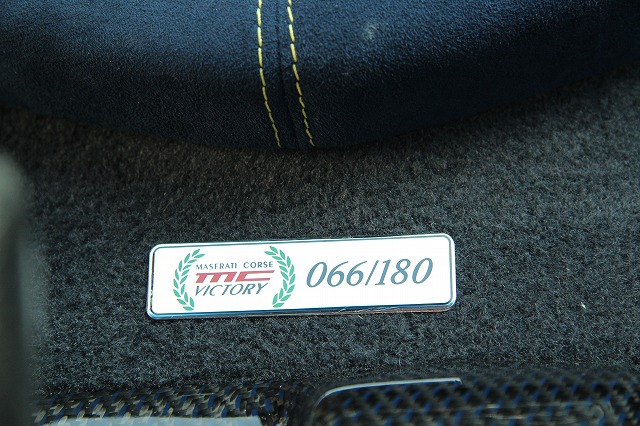 MASERATI CORSE
MC
VICTORY
066/180